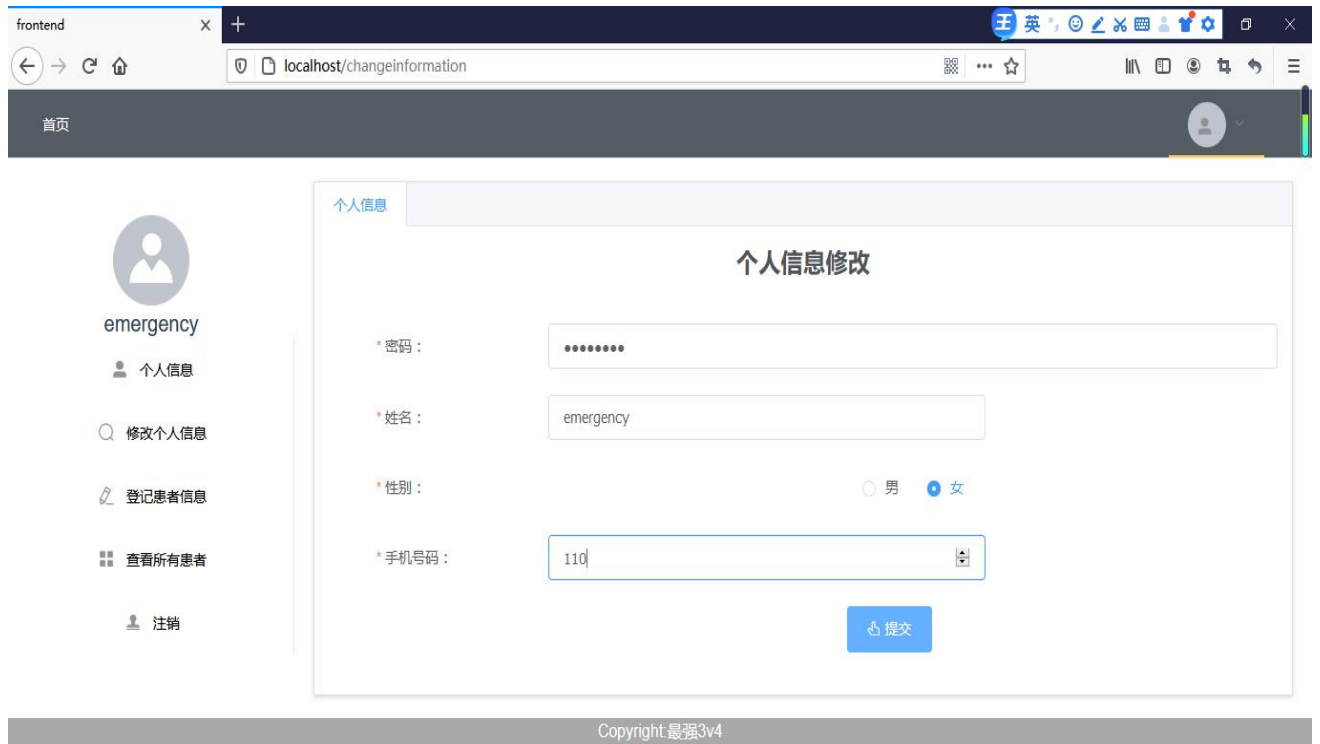 frontend
英
localhost/changeinformation
首页
个人信息
个人信息修改
emergency
个人信息
修改个人信息
登记患者信息
查看所有患者
注销
*密码：
••••••••
*姓名：
emergency
*性别：
男
女
*手机号码：
110
提交
Copyright:最强3v4